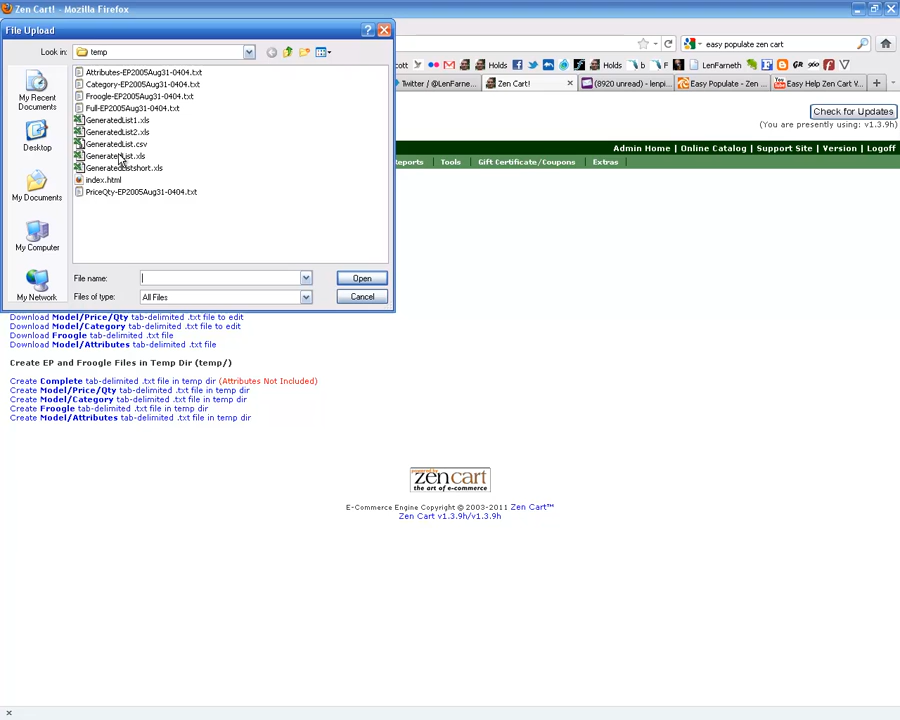 Zen Cart! - Mozilla Firefox
File Upload
Look in: temp
easy populate zen cart
My Recent Documents
Desktop
My Documents
My Computer
My Network
Attributes-EP2005Aug31-0404.txt
Category-EP2005Aug31-0404.txt
Froogle-EP2005Aug31-0404.txt
Full-EP2005Aug31-0404.txt
GeneratedList1.xls
GeneratedList2.xls
GeneratedList.csv
GeneratedList.xls
GeneratedListshort.xls
index.html
PriceQty-EP2005Aug31-0404.txt
File name: Open
Files of type: All Files Cancel
cott Holds Holds b F Holds b f
Twitter / @LenFarne... Zen Cart! (8920 unread) - lenpi... Easy Populate - Zen ... Easy Help Zen Cart V...
Check for Updates
(You are presently using: v1.3.9h)
Admin Home | Online Catalog | Support Site | Version | Logoff
Reports Tools Gift Certificate/Coupons Extras
Download Model/Price/Qty tab-delimited .txt file to edit
Download Model/Category tab-delimited .txt file to edit
Download Froogle tab-delimited .txt file
Download Model/Attributes tab-delimited .txt file
Create EP and Froogle Files in Temp Dir (temp/)
Create Complete tab-delimited .txt file in temp dir (Attributes Not Included)
Create Model/Price/Qty tab-delimited .txt file in temp dir
Create Model/Category tab-delimited .txt file in temp dir
Create Froogle tab-delimited .txt file in temp dir
Create Model/Attributes tab-delimited .txt file in temp dir
powered by
zen cart
the art of e-commerce
E-Commerce Engine Copyright © 2003-2011 Zen Cart™
Zen Cart v1.3.9h/v1.3.9h